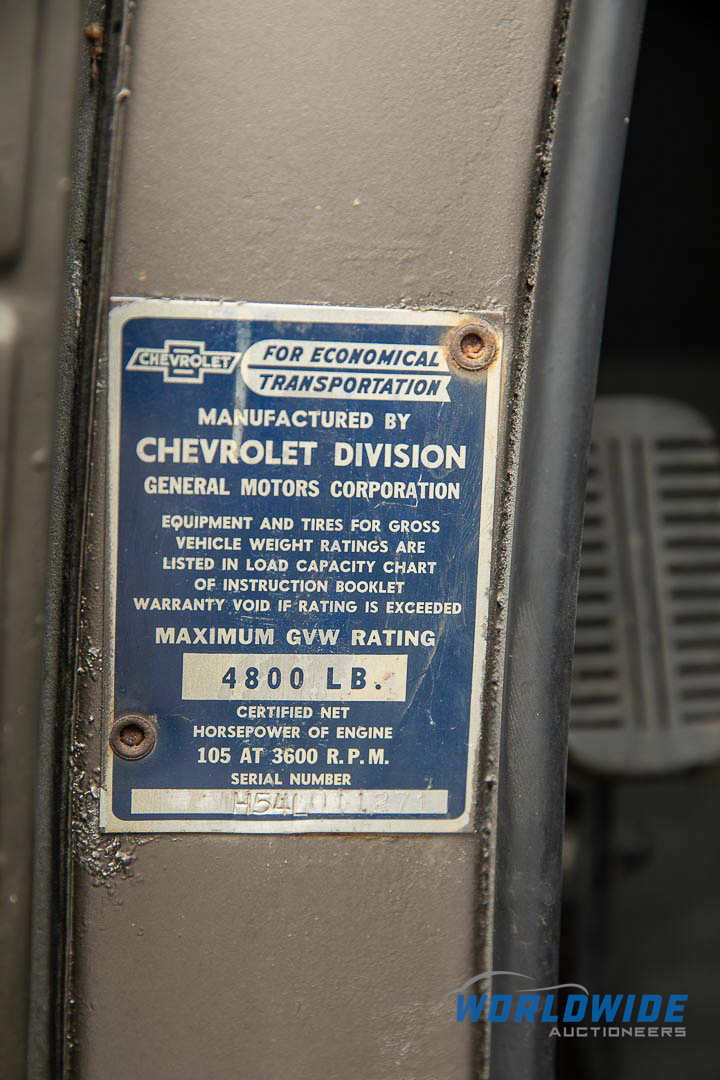 CHEVROLET
FOR ECONOMICAL
TRANSPORTATION
MANUFACTURED BY
CHEVROLET DIVISION
GENERAL MOTORS CORPORATION
EQUIPMENT AND TIRES FOR GROSS
VEHICLE WEIGHT RATINGS ARE
LISTED IN LOAD CAPACITY CHART
OF INSTRUCTION BOOKLET
WARRANTY VOID IF RATING IS EXCEEDED
MAXIMUM GVW RATING
4800 LB.
CERTIFIED NET
HORSEPOWER OF ENGINE
105 AT 3600 R.P.M.
SERIAL NUMBER
WORLDWIDE
AUCTIONEERS